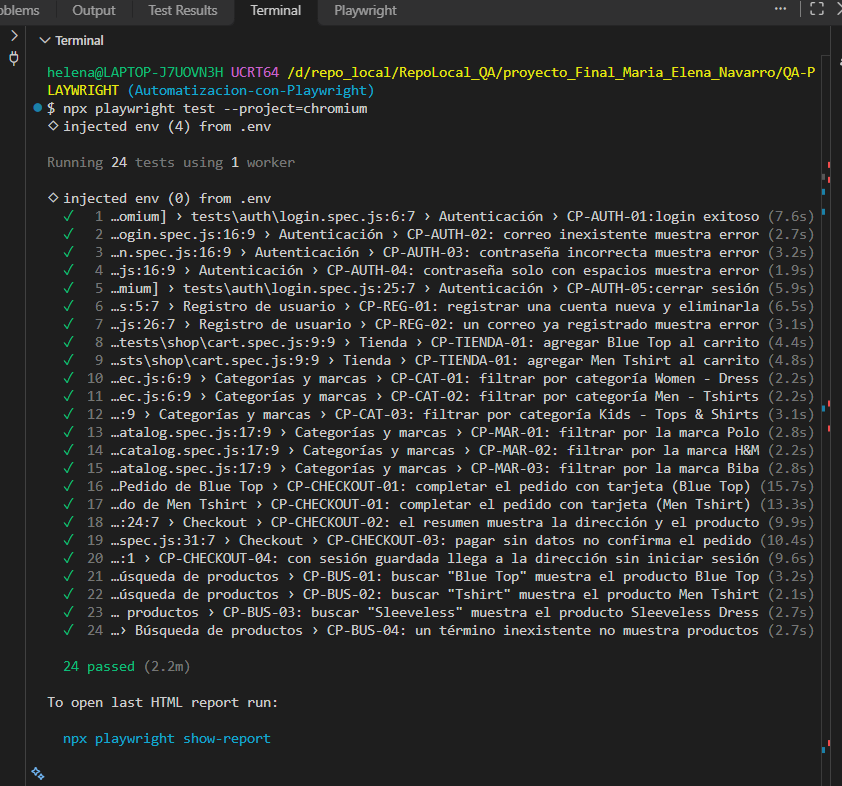 oblems Output Test Results Terminal Playwright ...
Terminal
helena@LAPTOP-J7UOVN3H UCRT64 /d/repo_local/RepoLocal_QA/proyecto_Final_Maria_Elena_Navarro/QA-P
LAYWRIGHT (Automatizacion-con-Playwright)
$ npx playwright test --project=chromium
◇ injected env (4) from .env
Running 24 tests using 1 worker
◇ injected env (0) from .env
✓ 1 …omium] › tests\auth\login.spec.js:6:7 › Autenticación › CP-AUTH-01:login exitoso (7.6s)
✓ 2 …ogin.spec.js:16:9 › Autenticación › CP-AUTH-02: correo inexistente muestra error (2.7s)
✓ 3 …n.spec.js:16:9 › Autenticación › CP-AUTH-03: contraseña incorrecta muestra error (3.2s)
✓ 4 …js:16:9 › Autenticación › CP-AUTH-04: contraseña solo con espacios muestra error (1.9s)
✓ 5 …mium] › tests\auth\login.spec.js:25:7 › Autenticación › CP-AUTH-05:cerrar sesión (5.9s)
✓ 6 …s:5:7 › Registro de usuario › CP-REG-01: registrar una cuenta nueva y eliminarla (6.5s)
✓ 7 …js:26:7 › Registro de usuario › CP-REG-02: un correo ya registrado muestra error (3.1s)
✓ 8 …tests\shop\cart.spec.js:9:9 › Tienda › CP-TIENDA-01: agregar Blue Top al carrito (4.4s)
✓ 9 …sts\shop\cart.spec.js:9:9 › Tienda › CP-TIENDA-01: agregar Men Tshirt al carrito (4.8s)
✓ 10 …ec.js:6:9 › Categorías y marcas › CP-CAT-01: filtrar por categoría Women - Dress (2.2s)
✓ 11 …ec.js:6:9 › Categorías y marcas › CP-CAT-02: filtrar por categoría Men - Tshirts (2.2s)
✓ 12 …:9 › Categorías y marcas › CP-CAT-03: filtrar por categoría Kids - Tops & Shirts (3.1s)
✓ 13 …atalog.spec.js:17:9 › Categorías y marcas › CP-MAR-01: filtrar por la marca Polo (2.8s)
✓ 14 …catalog.spec.js:17:9 › Categorías y marcas › CP-MAR-02: filtrar por la marca H&M (2.2s)
✓ 15 …atalog.spec.js:17:9 › Categorías y marcas › CP-MAR-03: filtrar por la marca Biba (2.8s)
✓ 16 …Pedido de Blue Top › CP-CHECKOUT-01: completar el pedido con tarjeta (Blue Top) (15.7s)
✓ 17 …do de Men Tshirt › CP-CHECKOUT-01: completar el pedido con tarjeta (Men Tshirt) (13.3s)
✓ 18 …:24:7 › Checkout › CP-CHECKOUT-02: el resumen muestra la dirección y el producto (9.9s)
✓ 19 …spec.js:31:7 › Checkout › CP-CHECKOUT-03: pagar sin datos no confirma el pedido (10.4s)
✓ 20 …:1 › CP-CHECKOUT-04: con sesión guardada llega a la dirección sin iniciar sesión (9.6s)
✓ 21 …úsqueda de productos › CP-BUS-01: buscar "Blue Top" muestra el producto Blue Top (3.2s)
✓ 22 …úsqueda de productos › CP-BUS-02: buscar "Tshirt" muestra el producto Men Tshirt (2.1s)
✓ 23 … productos › CP-BUS-03: buscar "Sleeveless" muestra el producto Sleeveless Dress (2.7s)
✓ 24 …› Búsqueda de productos › CP-BUS-04: un término inexistente no muestra productos (2.7s)
24 passed (2.2m)
To open last HTML report run:
npx playwright show-report